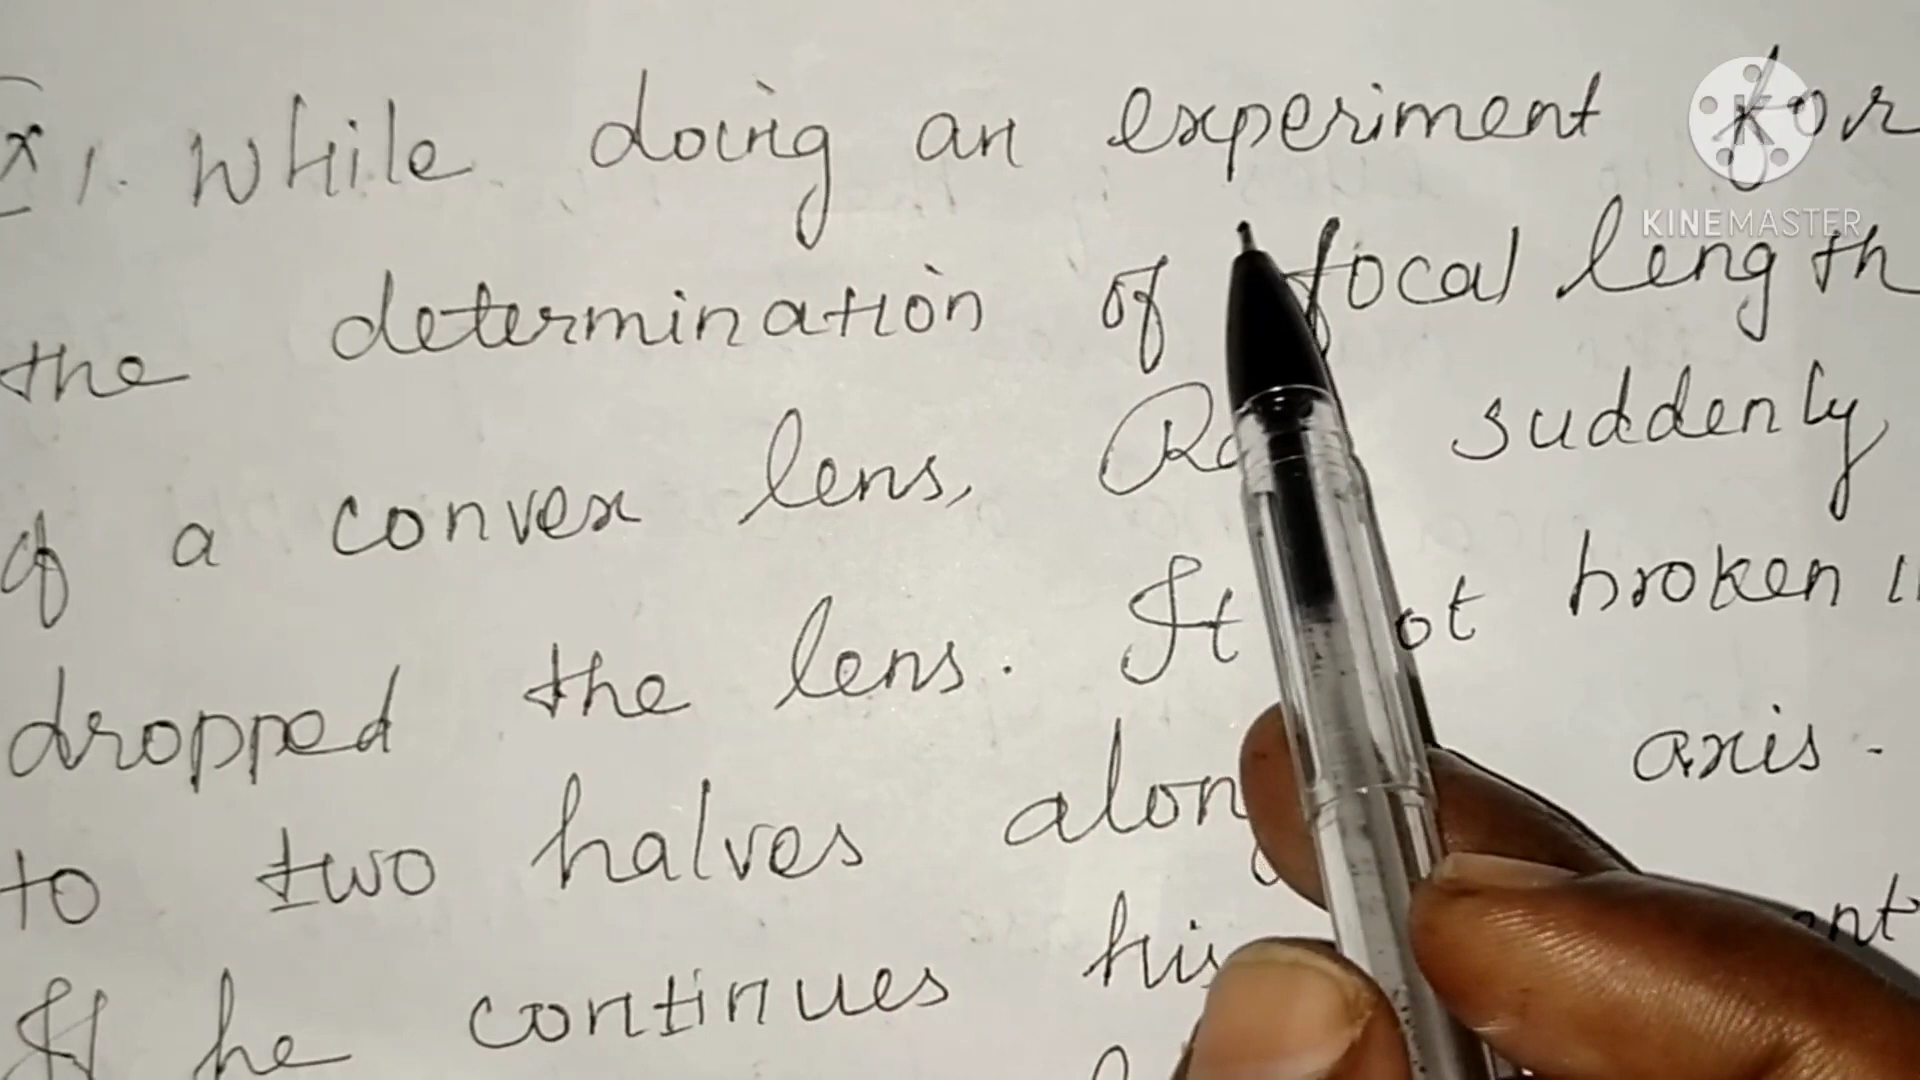 Ex 1. While doing an experiment for
the determination of focal length
of a convex lens, suddenly
dropped the lens. It broken
to two halves along axis.
If he continues his
KINEMASTER